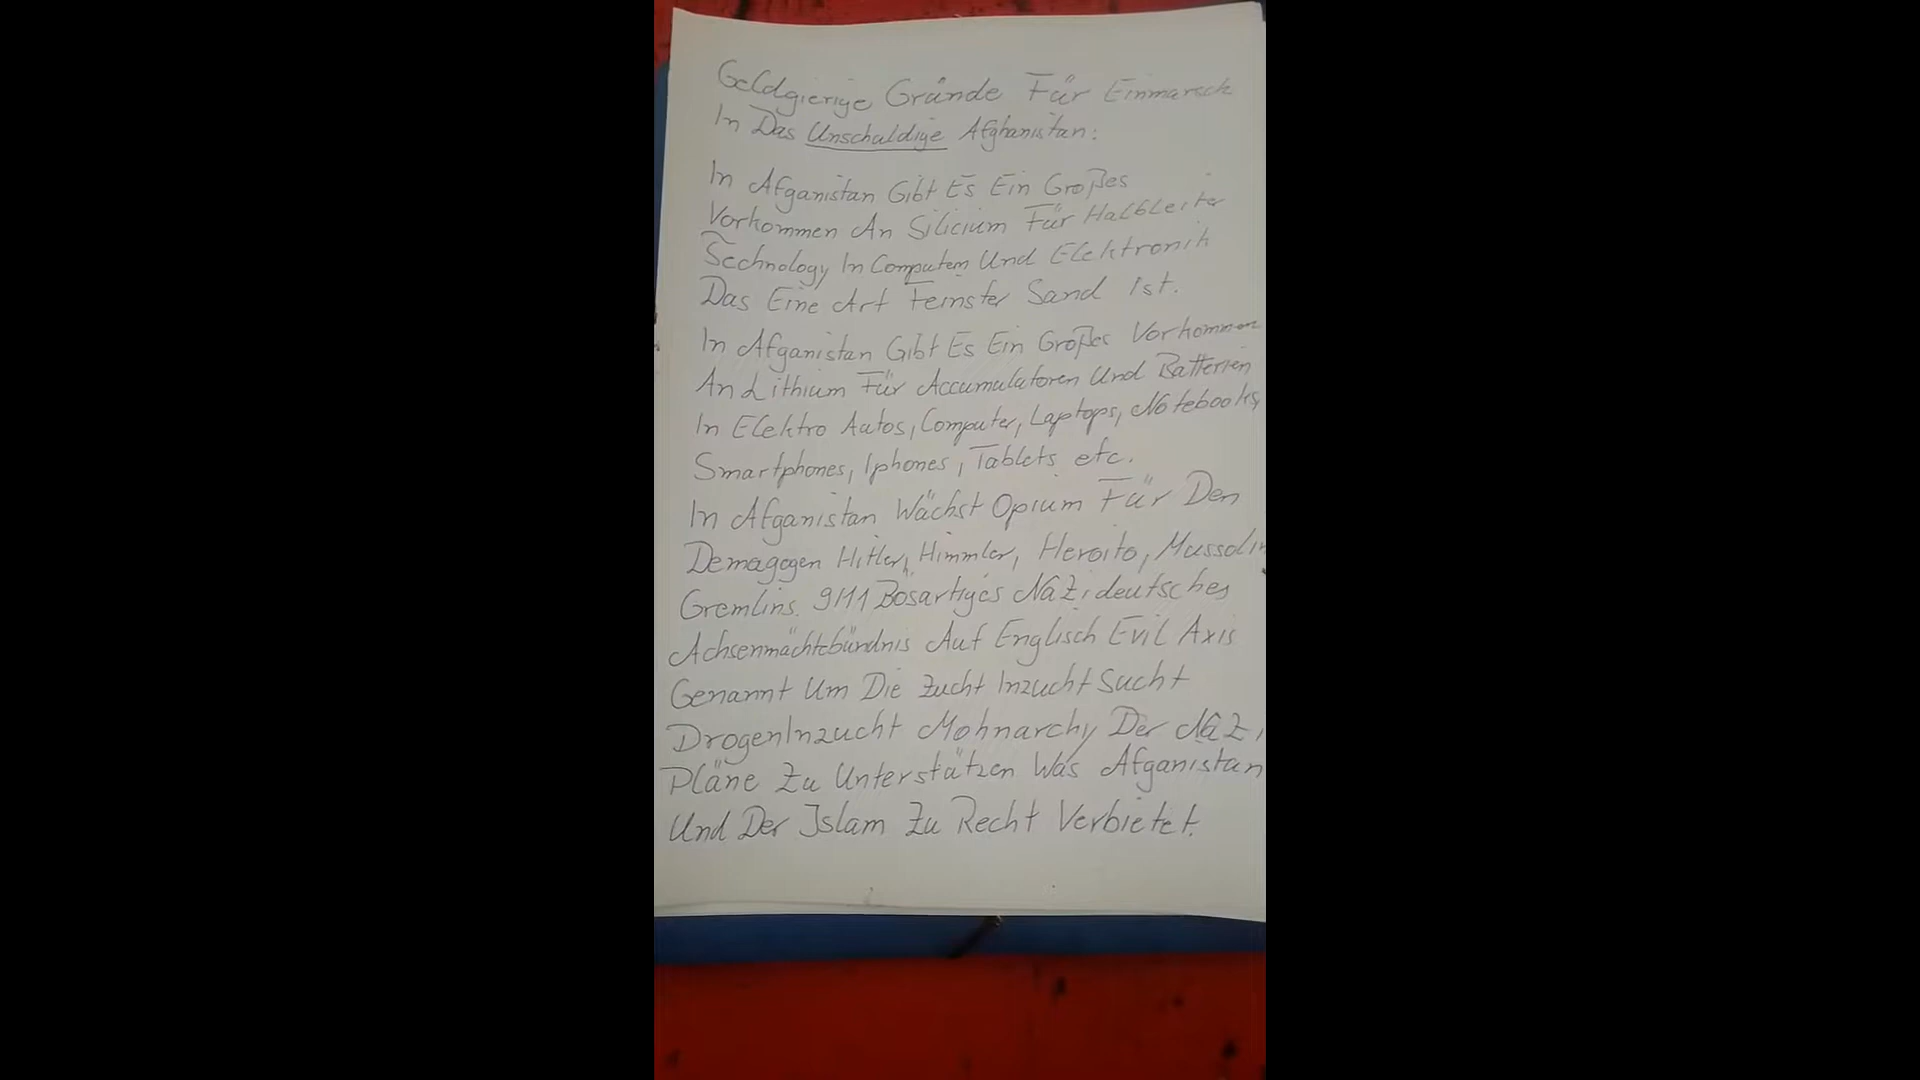 Geldgierige Gründe Für Einmarsch
In Das Unschuldige Afghanistan:
In Afganistan Gibt Es Ein Großes
Vorkommen An Silicium Für Halbleiter
Technology In Computern Und Elektronik
Das Eine Art Feinster Sand Ist.
In Afganistan Gibt Es Ein Großes Vorkommen
An Lithium Für Accumulatoren Und Batterien
In Elektro Autos, Computer, Laptops, Notebooks,
Smartphones, Iphones, Tablets etc.
In Afganistan Wächst Opium Für Den
Demagogen Hitler, Himmler, Heroito, Mussolin
Gremlins. 9/11 Bösartiges NaZideutsches
Achsenmächtebündnis Auf Englisch Evil Axis
Genannt Um Die Zucht Inzucht Sucht
DrogenInzucht Mohnarchy Der NaZi
Pläne Zu Unterstützen Was Afganistan
Und Der Islam Zu Recht Verbietet.